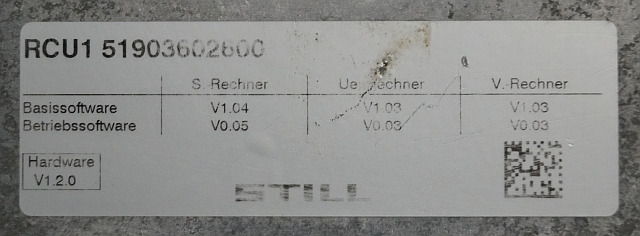 RCU1 51903602800
S.-Rechner Ue.-Rechner V.-Rechner
Basissoftware V1.04 V1.03 V1.03
Betriebssoftware V0.05 V0.03 V0.03
Hardware
V1.2.0
STILL